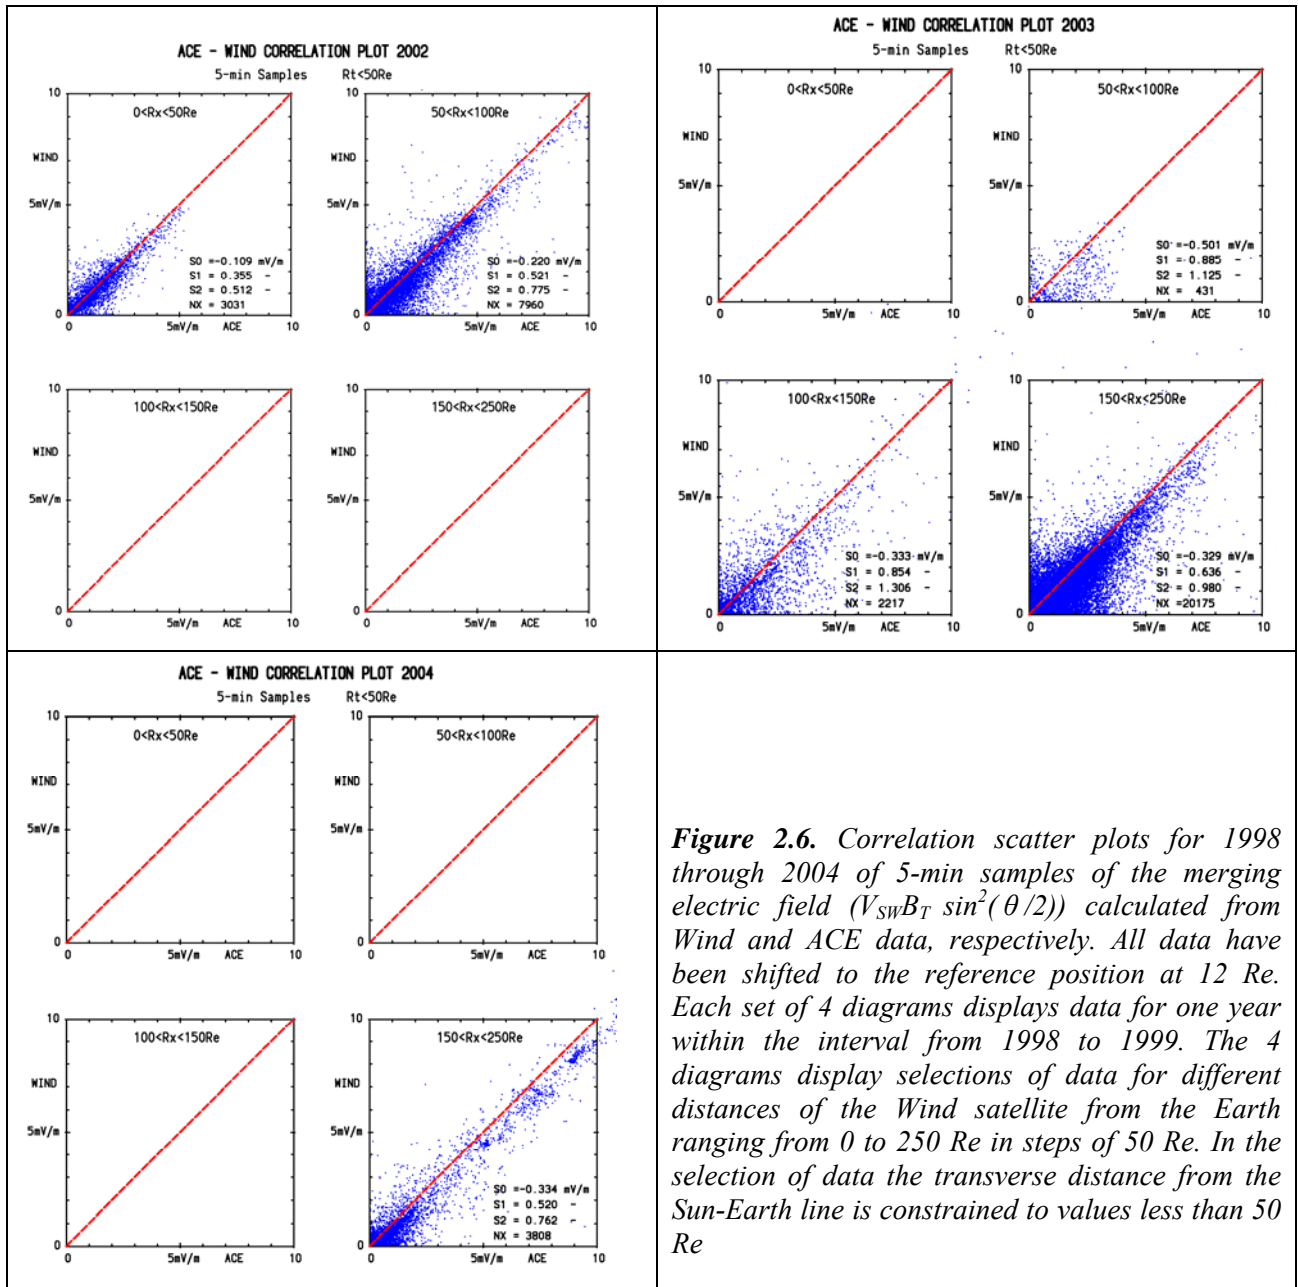 ACE - WIND CORRELATION PLOT 2002
5-min Samples Rt<50Re
10
0<Rx<50Re
WIND
5mV/m
S0 =-0.109 mV/m
S1 = 0.355 -
S2 = 0.512 -
NX = 3031
0
0 5mV/m ACE 10
10
50<Rx<100Re
WIND
5mV/m
S0 =-0.220 mV/m
S1 = 0.521 -
S2 = 0.775 -
NX = 7960
0
0 5mV/m ACE 10
10
100<Rx<150Re
WIND
5mV/m
0
0 5mV/m ACE 10
10
150<Rx<250Re
WIND
5mV/m
0
0 5mV/m ACE 10
ACE - WIND CORRELATION PLOT 2003
5-min Samples Rt<50Re
10
0<Rx<50Re
WIND
5mV/m
0
0 5mV/m ACE 10
10
50<Rx<100Re
WIND
5mV/m
S0 =-0.501 mV/m
S1 = 0.885 -
S2 = 1.125 -
NX = 431
0
0 5mV/m ACE 10
10
100<Rx<150Re
WIND
5mV/m
S0 =-0.333 mV/m
S1 = 0.854 -
S2 = 1.306 -
NX = 2217
0
0 5mV/m ACE 10
10
150<Rx<250Re
WIND
5mV/m
S0 =-0.329 mV/m
S1 = 0.636 -
S2 = 0.980 -
NX =20175
0
0 5mV/m ACE 10
ACE - WIND CORRELATION PLOT 2004
5-min Samples Rt<50Re
10
0<Rx<50Re
WIND
5mV/m
0
0 5mV/m ACE 10
10
50<Rx<100Re
WIND
5mV/m
0
0 5mV/m ACE 10
10
100<Rx<150Re
WIND
5mV/m
0
0 5mV/m ACE 10
10
150<Rx<250Re
WIND
5mV/m
S0 =-0.334 mV/m
S1 = 0.520 -
S2 = 0.762 -
NX = 3808
0
0 5mV/m ACE 10
Figure 2.6. Correlation scatter plots for 1998
through 2004 of 5-min samples of the merging
electric field (V_SW B_T sin²(θ/2)) calculated from
Wind and ACE data, respectively. All data have
been shifted to the reference position at 12 Re.
Each set of 4 diagrams displays data for one year
within the interval from 1998 to 1999. The 4
diagrams display selections of data for different
distances of the Wind satellite from the Earth
ranging from 0 to 250 Re in steps of 50 Re. In the
selection of data the transverse distance from the
Sun-Earth line is constrained to values less than 50
Re